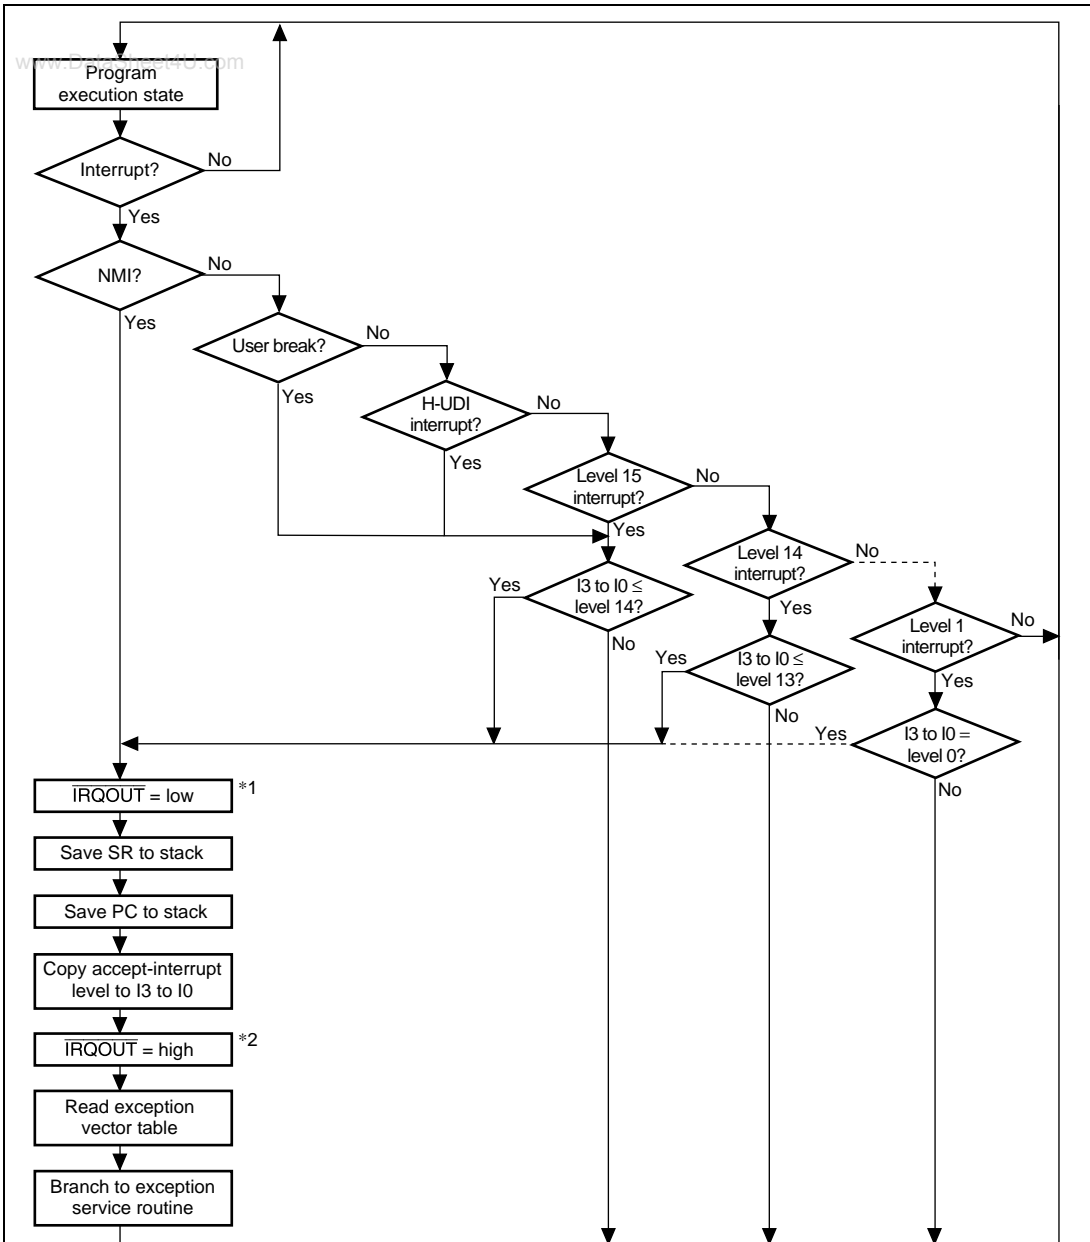 www.DataSheet4U.com
Program
execution state
Interrupt?
No
Yes
NMI?
No
Yes
User break?
No
Yes
H-UDI
interrupt?
No
Yes
Level 15
interrupt?
No
Yes
Level 14
interrupt?
No
Yes
I3 to I0 ≤
level 14?
Yes
No
Level 1
interrupt?
No
Yes
I3 to I0 ≤
level 13?
Yes
No
I3 to I0 =
level 0?
Yes
No
IRQOUT = low
*1
Save SR to stack
Save PC to stack
Copy accept-interrupt
level to I3 to I0
IRQOUT = high
*2
Read exception
vector table
Branch to exception
service routine